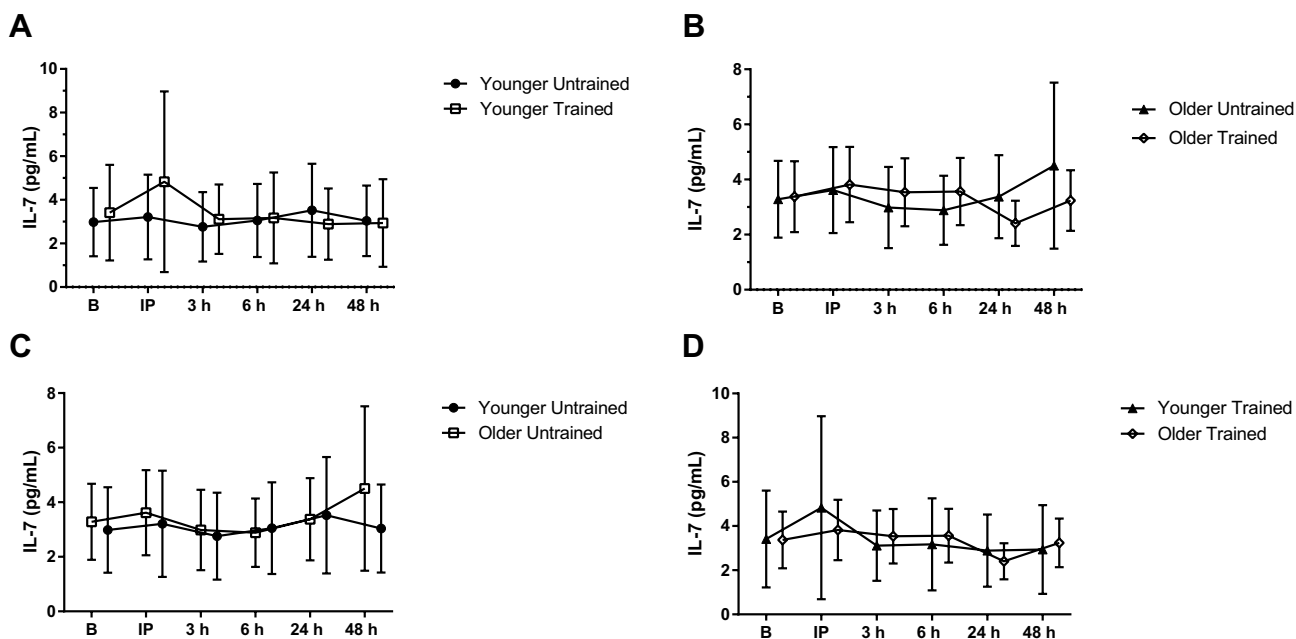 A
IL-7 (pg/mL)
10
8
6
4
2
0
B IP 3 h 6 h 24 h 48 h
Younger Untrained
Younger Trained
B
IL-7 (pg/mL)
8
6
4
2
0
B IP 3 h 6 h 24 h 48 h
Older Untrained
Older Trained
C
IL-7 (pg/mL)
8
6
4
2
0
B IP 3 h 6 h 24 h 48 h
Younger Untrained
Older Untrained
D
IL-7 (pg/mL)
10
8
6
4
2
0
B IP 3 h 6 h 24 h 48 h
Younger Trained
Older Trained